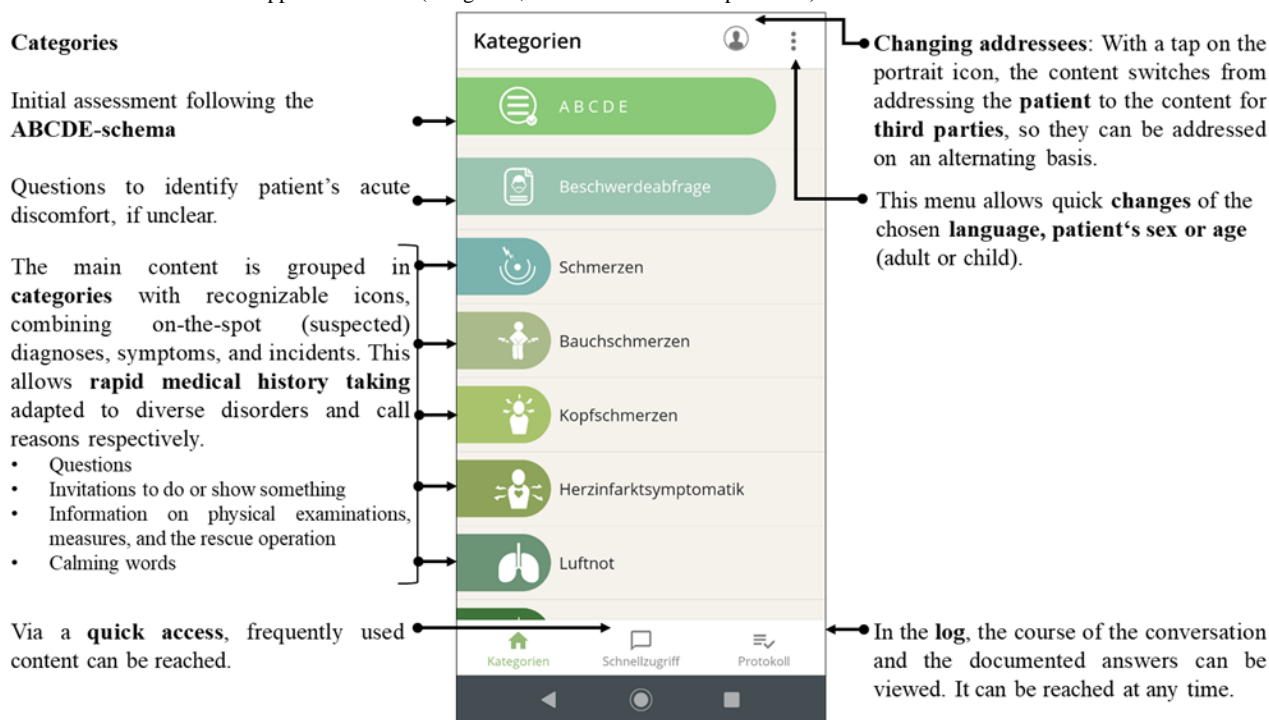 Categories
Initial assessment following the
ABCDE-schema
Questions to identify patient's acute
discomfort, if unclear.
The main content is grouped in
categories with recognizable icons,
combining on-the-spot (suspected)
diagnoses, symptoms, and incidents. This
allows rapid medical history taking
adapted to diverse disorders and call
reasons respectively.
• Questions
• Invitations to do or show something
• Information on physical examinations,
measures, and the rescue operation
• Calming words
Via a quick access, frequently used
content can be reached.
Kategorien
A B C D E
Beschwerdeabfrage
Schmerzen
Bauchschmerzen
Kopfschmerzen
Herzinfarktsymptomatik
Luftnot
Kategorien
Schnellzugriff
Protokoll
Changing addressees: With a tap on the
portrait icon, the content switches from
addressing the patient to the content for
third parties, so they can be addressed
on an alternating basis.
This menu allows quick changes of the
chosen language, patient‘s sex or age
(adult or child).
In the log, the course of the conversation
and the documented answers can be
viewed. It can be reached at any time.